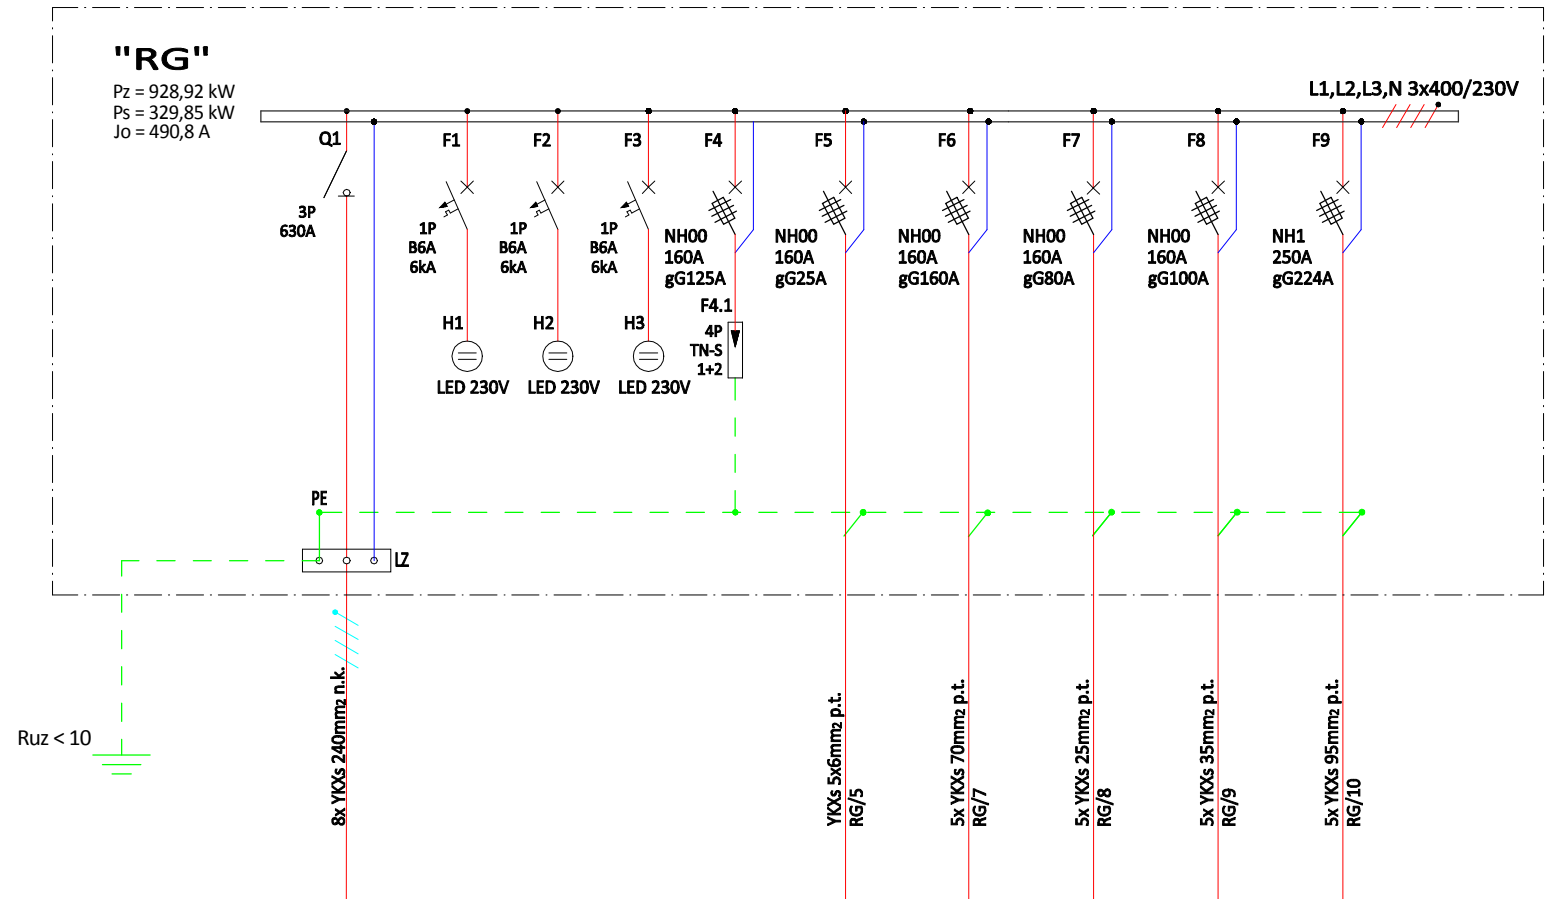 "RG"
Pz = 928,92 kW
Ps = 329,85 kW
Jo = 490,8 A
L1,L2,L3,N 3x400/230V
Q1
3P
630A
F1
1P
B6A
6kA
H1
LED 230V
F2
1P
B6A
6kA
H2
LED 230V
F3
1P
B6A
6kA
H3
LED 230V
F4
NH00
160A
gG125A
F4.1
4P
TN-S
1+2
F5
NH00
160A
gG25A
F6
NH00
160A
gG160A
F7
NH00
160A
gG80A
F8
NH00
160A
gG100A
F9
NH1
250A
gG224A
PE
LZ
Ruz < 10
8x YKXs 240mm2 n.k.
YKXs 5x6mm2 p.t.
RG/5
5x YKXs 70mm2 p.t.
RG/7
5x YKXs 25mm2 p.t.
RG/8
5x YKXs 35mm2 p.t.
RG/9
5x YKXs 95mm2 p.t.
RG/10